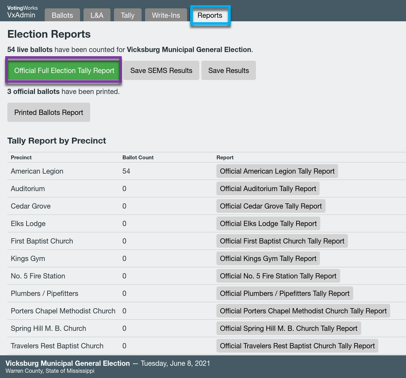 VotingWorks
VxAdmin
Ballots
L&A
Tally
Write-Ins
Reports
Election Reports
54 live ballots have been counted for Vicksburg Municipal General Election.
Official Full Election Tally Report
Save SEMS Results
Save Results
3 official ballots have been printed.
Printed Ballots Report
Tally Report by Precinct
Precinct Ballot Count Report
American Legion 54 Official American Legion Tally Report
Auditorium 0 Official Auditorium Tally Report
Cedar Grove 0 Official Cedar Grove Tally Report
Elks Lodge 0 Official Elks Lodge Tally Report
First Baptist Church 0 Official First Baptist Church Tally Report
Kings Gym 0 Official Kings Gym Tally Report
No. 5 Fire Station 0 Official No. 5 Fire Station Tally Report
Plumbers / Pipefitters 0 Official Plumbers / Pipefitters Tally Report
Porters Chapel Methodist Church 0 Official Porters Chapel Methodist Church Tally Report
Spring Hill M. B. Church 0 Official Spring Hill M. B. Church Tally Report
Travelers Rest Baptist Church 0 Official Travelers Rest Baptist Church Tally Report
Vicksburg Municipal General Election — Tuesday, June 8, 2021
Warren County, State of Mississippi